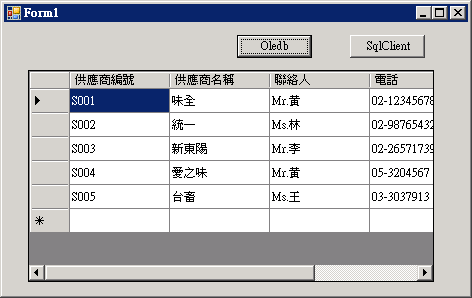 Form1
Oledb SqlClient
供應商編號 供應商名稱 聯絡人 電話
S001 味全 Mr.黃 02-12345678
S002 統一 Ms.林 02-98765432
S003 新東陽 Mr.李 02-26571739
S004 愛之味 Mr.黃 05-3204567
S005 台畜 Ms.王 03-3037913